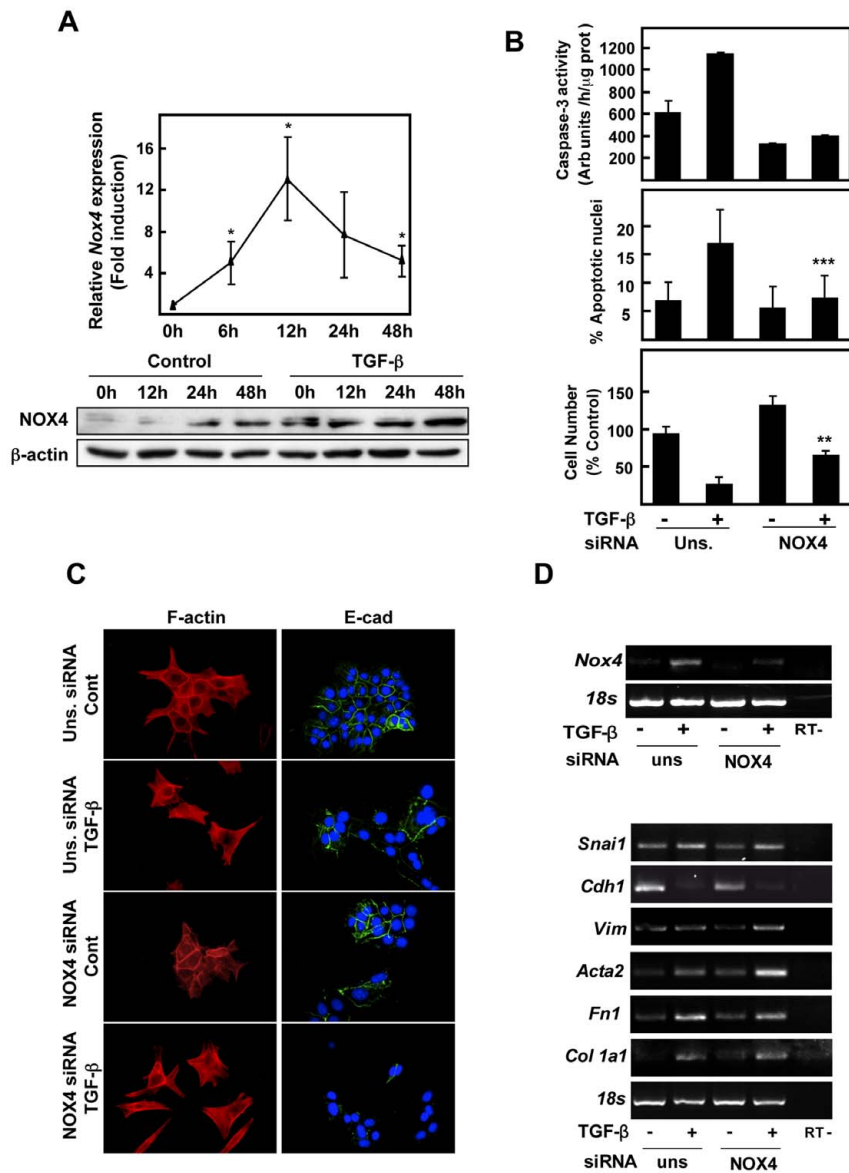 A
Relative Nox4 expression
(Fold induction)
16
12
8
4
*
*
*
0h 6h 12h 24h 48h
Control TGF-β
0h 12h 24h 48h 0h 12h 24h 48h
NOX4
β-actin
B
Caspase-3 activity
(Arb units /h/μg prot)
1200
1000
800
600
400
200
% Apoptotic nuclei
20
15
10
5
***
Cell Number
(% Control)
150
100
50
**
TGF-β - + - +
siRNA Uns. NOX4
C
F-actin E-cad
Uns. siRNA
Cont
Uns. siRNA
TGF-β
NOX4 siRNA
Cont
NOX4 siRNA
TGF-β
D
Nox4
18s
TGF-β - + - + RT-
siRNA uns NOX4
Snai1
Cdh1
Vim
Acta2
Fn1
Col 1a1
18s
TGF-β - + - + RT -
siRNA uns NOX4